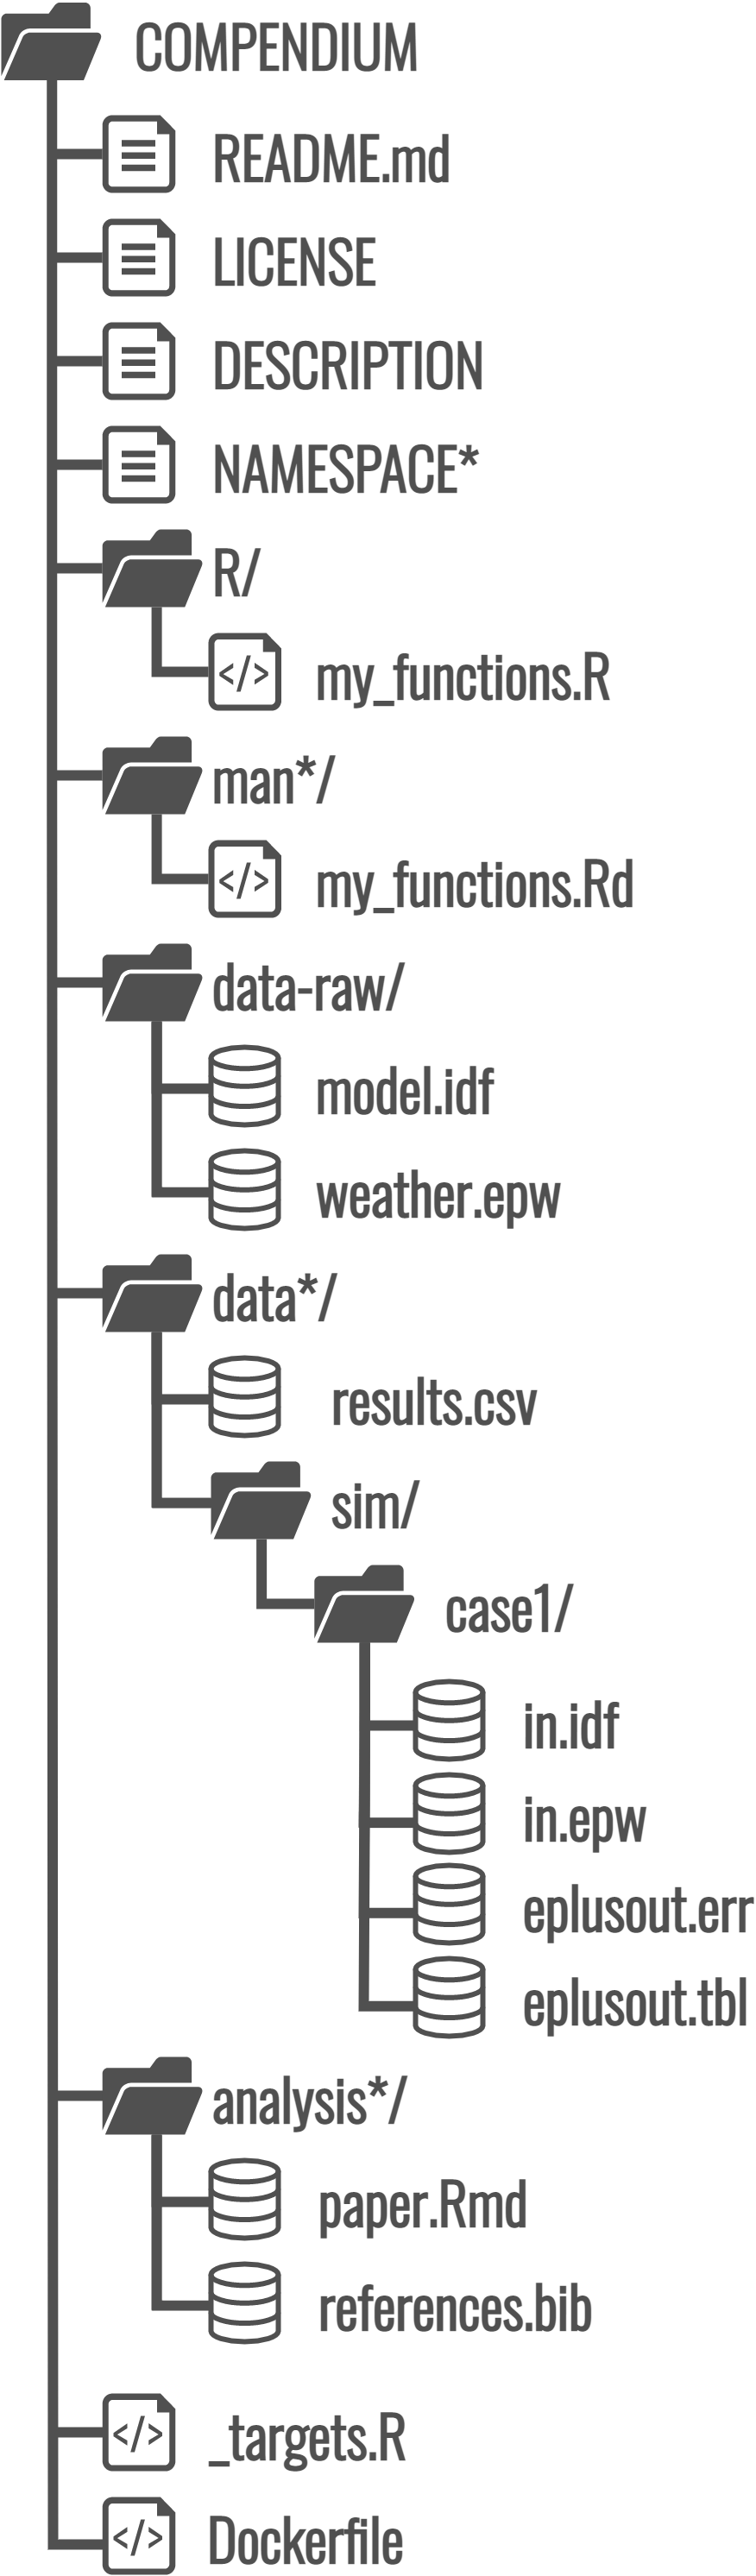 COMPENDIUM
README.md
LICENSE
DESCRIPTION
NAMESPACE*
R/
</> my_functions.R
man*/
</> my_functions.Rd
data-raw/
model.idf
weather.epw
data*/
results.csv
sim/
case1/
in.idf
in.epw
eplusout.err
eplusout.tbl
analysis*/
paper.Rmd
references.bib
</> _targets.R
</> Dockerfile